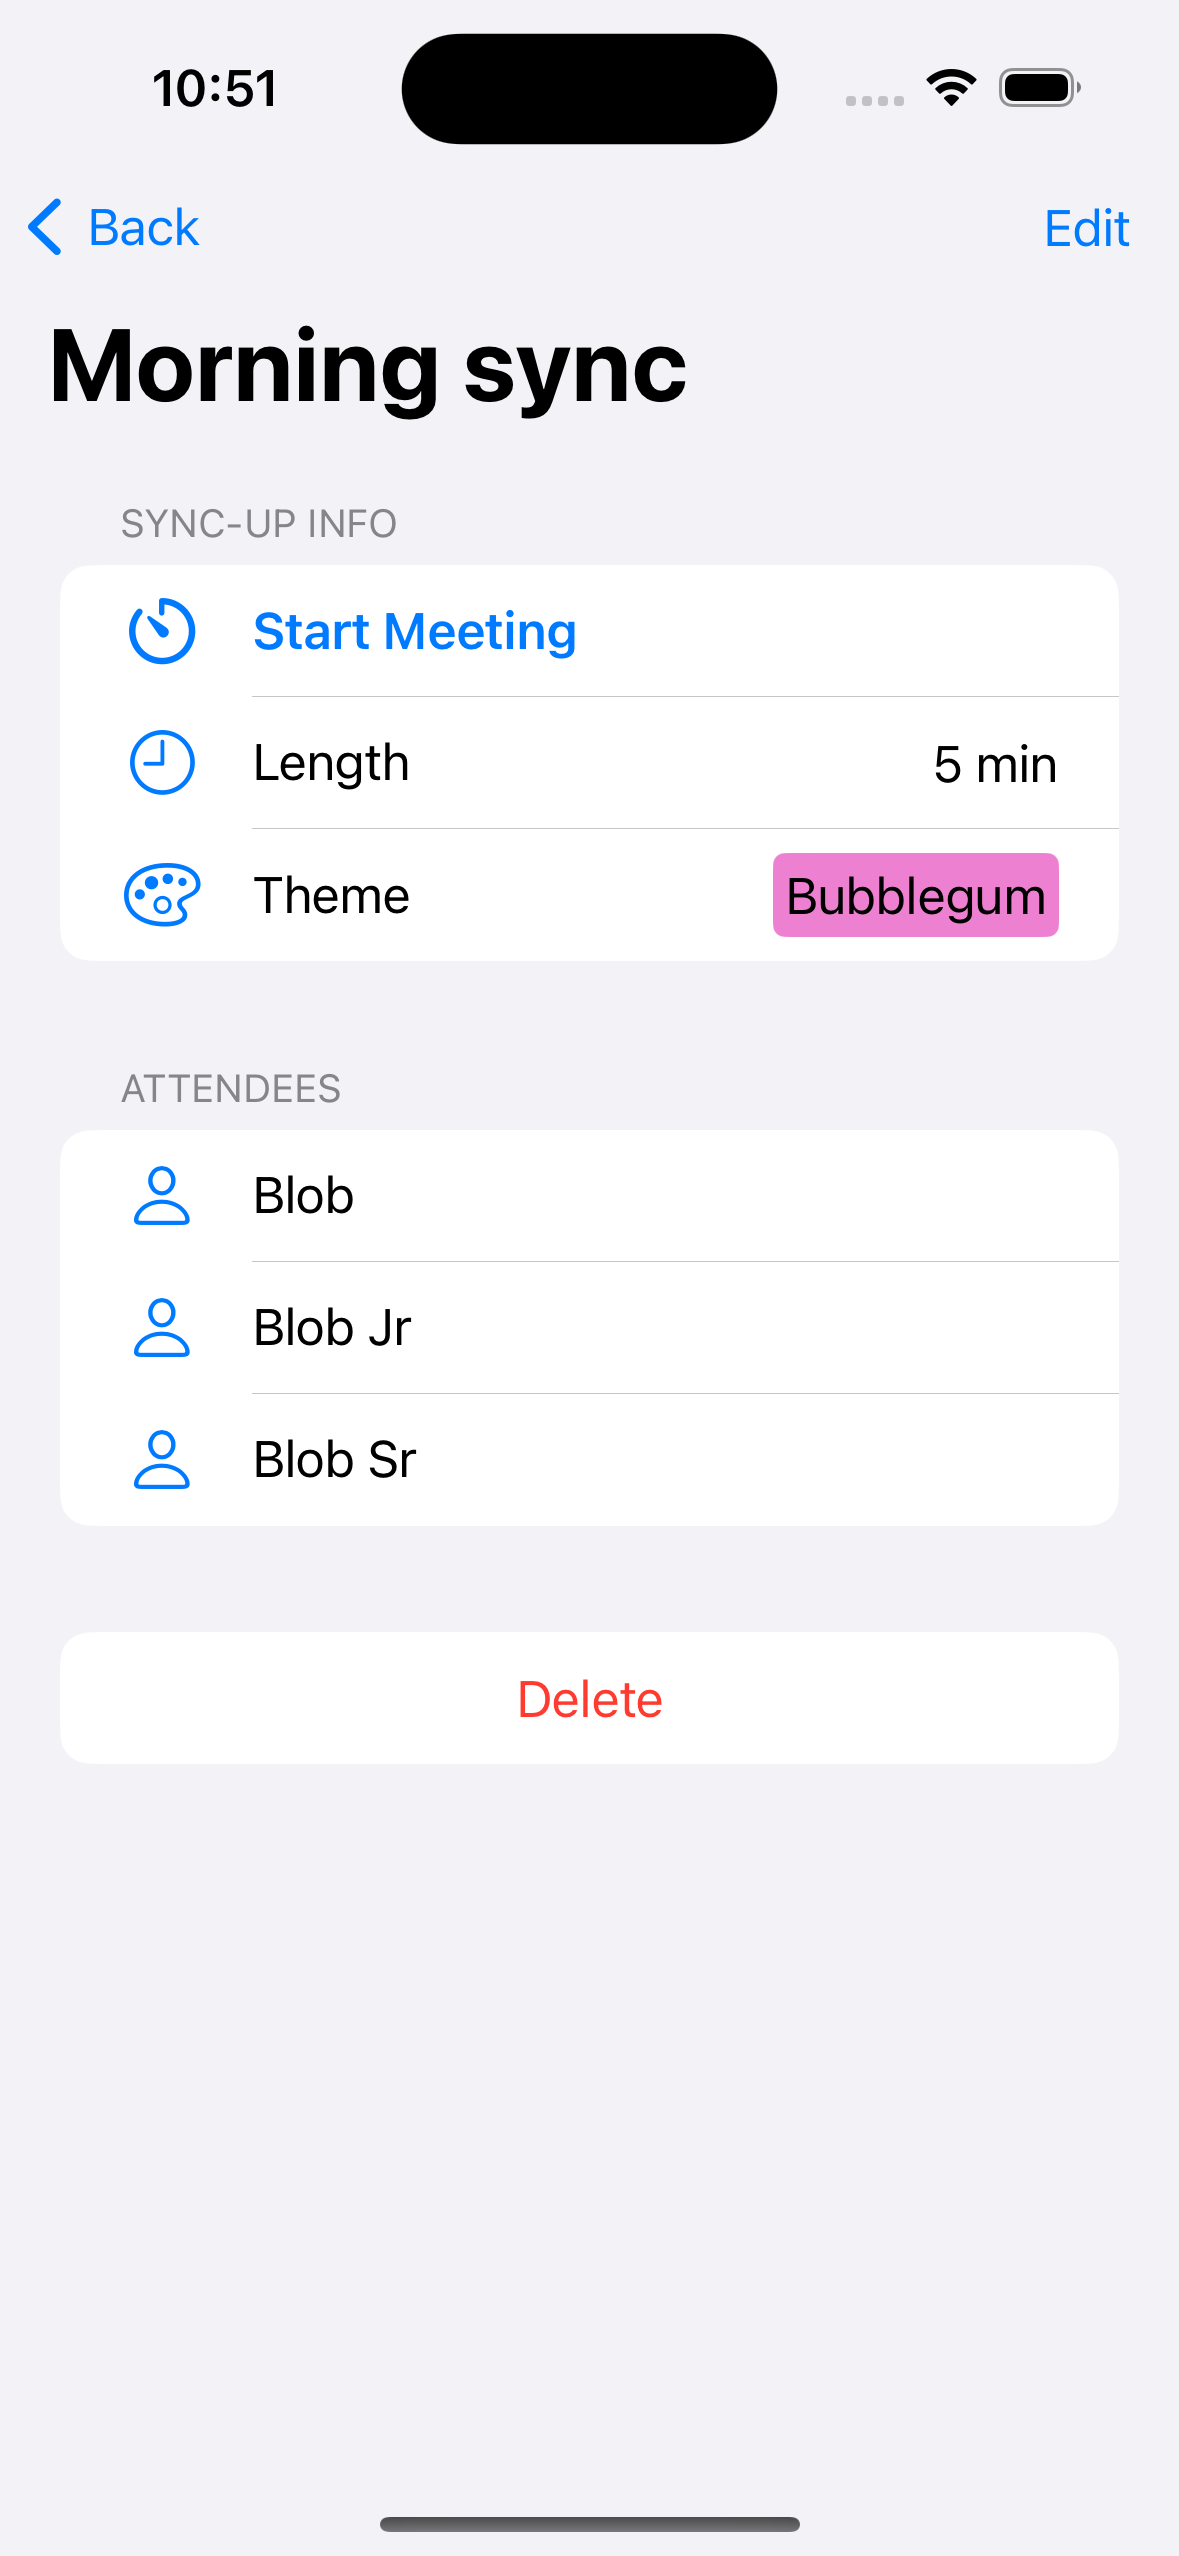 10:51
Back
Edit
Morning sync
SYNC-UP INFO
Start Meeting
Length
5 min
Theme
Bubblegum
ATTENDEES
Blob
Blob Jr
Blob Sr
Delete